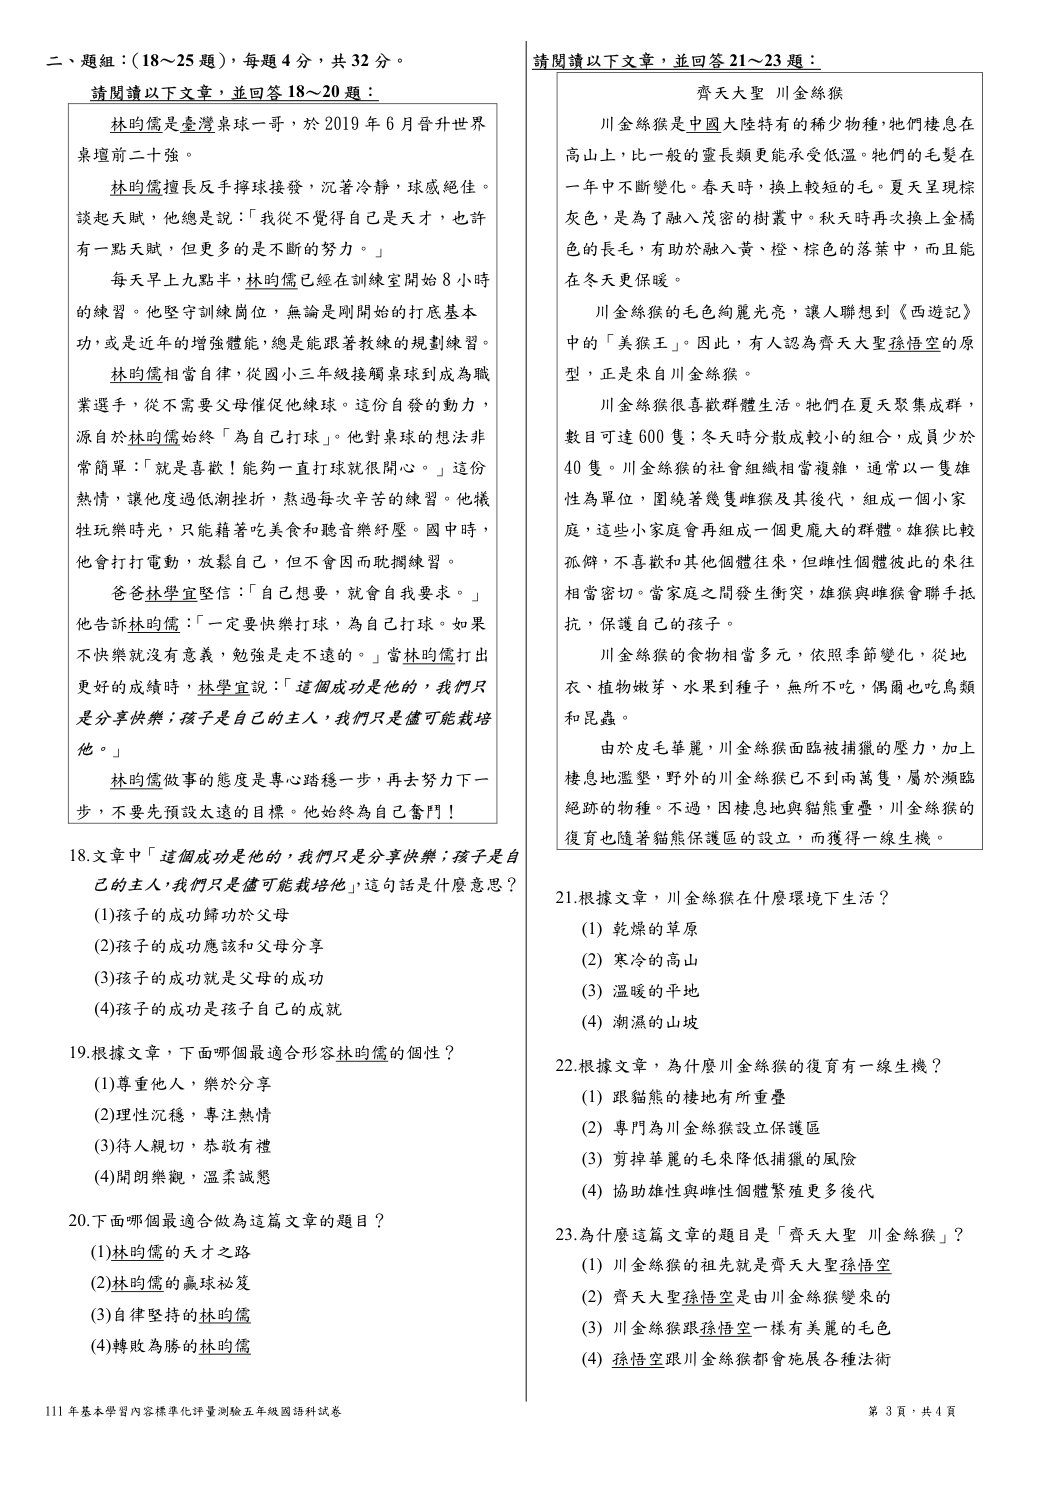 二、題組：（18～25 題），每題 4 分，共 32 分。
請閱讀以下文章，並回答 18～20 題：
林昀儒是臺灣桌球一哥，於 2019 年 6 月晉升世界
桌壇前二十強。
林昀儒擅長反手擰球接發，沉著冷靜，球感絕佳。
談起天賦，他總是說：「我從不覺得自己是天才，也許
有一點天賦，但更多的是不斷的努力。」
每天早上九點半，林昀儒已經在訓練室開始 8 小時
的練習。他堅守訓練崗位，無論是剛開始的打底基本
功，或是近年的增強體能，總是能跟著教練的規劃練習。
林昀儒相當自律，從國小三年級接觸桌球到成為職
業選手，從不需要父母催促他練球。這份自發的動力，
源自於林昀儒始終「為自己打球」。他對桌球的想法非
常簡單：「就是喜歡！能夠一直打球就很開心。」這份
熱情，讓他度過低潮挫折，熬過每次辛苦的練習。他犧
牲玩樂時光，只能藉著吃美食和聽音樂紓壓。國中時，
他會打打電動，放鬆自己，但不會因而耽擱練習。
爸爸林學宜堅信：「自己想要，就會自我要求。」
他告訴林昀儒：「一定要快樂打球，為自己打球。如果
不快樂就沒有意義，勉強是走不遠的。」當林昀儒打出
更好的成績時，林學宜說：「這個成功是他的，我們只
是分享快樂；孩子是自己的主人，我們只是儘可能栽培
他。」
林昀儒做事的態度是專心踏穩一步，再去努力下一
步，不要先預設太遠的目標。他始終為自己奮鬥！
18.文章中「這個成功是他的，我們只是分享快樂；孩子是自
己的主人，我們只是儘可能栽培他」，這句話是什麼意思？
(1)孩子的成功歸功於父母
(2)孩子的成功應該和父母分享
(3)孩子的成功就是父母的成功
(4)孩子的成功是孩子自己的成就
19.根據文章，下面哪個最適合形容林昀儒的個性？
(1)尊重他人，樂於分享
(2)理性沉穩，專注熱情
(3)待人親切，恭敬有禮
(4)開朗樂觀，溫柔誠懇
20.下面哪個最適合做為這篇文章的題目？
(1)林昀儒的天才之路
(2)林昀儒的贏球祕笈
(3)自律堅持的林昀儒
(4)轉敗為勝的林昀儒
請閱讀以下文章，並回答 21～23 題：
齊天大聖 川金絲猴
川金絲猴是中國大陸特有的稀少物種，牠們棲息在
高山上，比一般的靈長類更能承受低溫。牠們的毛髮在
一年中不斷變化。春天時，換上較短的毛。夏天呈現棕
灰色，是為了融入茂密的樹叢中。秋天時再次換上金橘
色的長毛，有助於融入黃、橙、棕色的落葉中，而且能
在冬天更保暖。
川金絲猴的毛色絢麗光亮，讓人聯想到《西遊記》
中的「美猴王」。因此，有人認為齊天大聖孫悟空的原
型，正是來自川金絲猴。
川金絲猴很喜歡群體生活。牠們在夏天聚集成群，
數目可達 600 隻；冬天時分散成較小的組合，成員少於
40 隻。川金絲猴的社會組織相當複雜，通常以一隻雄
性為單位，圍繞著幾隻雌猴及其後代，組成一個小家
庭，這些小家庭會再組成一個更龐大的群體。雄猴比較
孤僻，不喜歡和其他個體往來，但雌性個體彼此的來往
相當密切。當家庭之間發生衝突，雄猴與雌猴會聯手抵
抗，保護自己的孩子。
川金絲猴的食物相當多元，依照季節變化，從地
衣、植物嫩芽、水果到種子，無所不吃，偶爾也吃鳥類
和昆蟲。
由於皮毛華麗，川金絲猴面臨被捕獵的壓力，加上
棲息地濫墾，野外的川金絲猴已不到兩萬隻，屬於瀕臨
絕跡的物種。不過，因棲息地與貓熊重疊，川金絲猴的
復育也隨著貓熊保護區的設立，而獲得一線生機。
21.根據文章，川金絲猴在什麼環境下生活？
(1) 乾燥的草原
(2) 寒冷的高山
(3) 溫暖的平地
(4) 潮濕的山坡
22.根據文章，為什麼川金絲猴的復育有一線生機？
(1) 跟貓熊的棲地有所重疊
(2) 專門為川金絲猴設立保護區
(3) 剪掉華麗的毛來降低捕獵的風險
(4) 協助雄性與雌性個體繁殖更多後代
23.為什麼這篇文章的題目是「齊天大聖 川金絲猴」？
(1) 川金絲猴的祖先就是齊天大聖孫悟空
(2) 齊天大聖孫悟空是由川金絲猴變來的
(3) 川金絲猴跟孫悟空一樣有美麗的毛色
(4) 孫悟空跟川金絲猴都會施展各種法術
111 年基本學習內容標準化評量測驗五年級國語科試卷
第 3 頁，共 4 頁